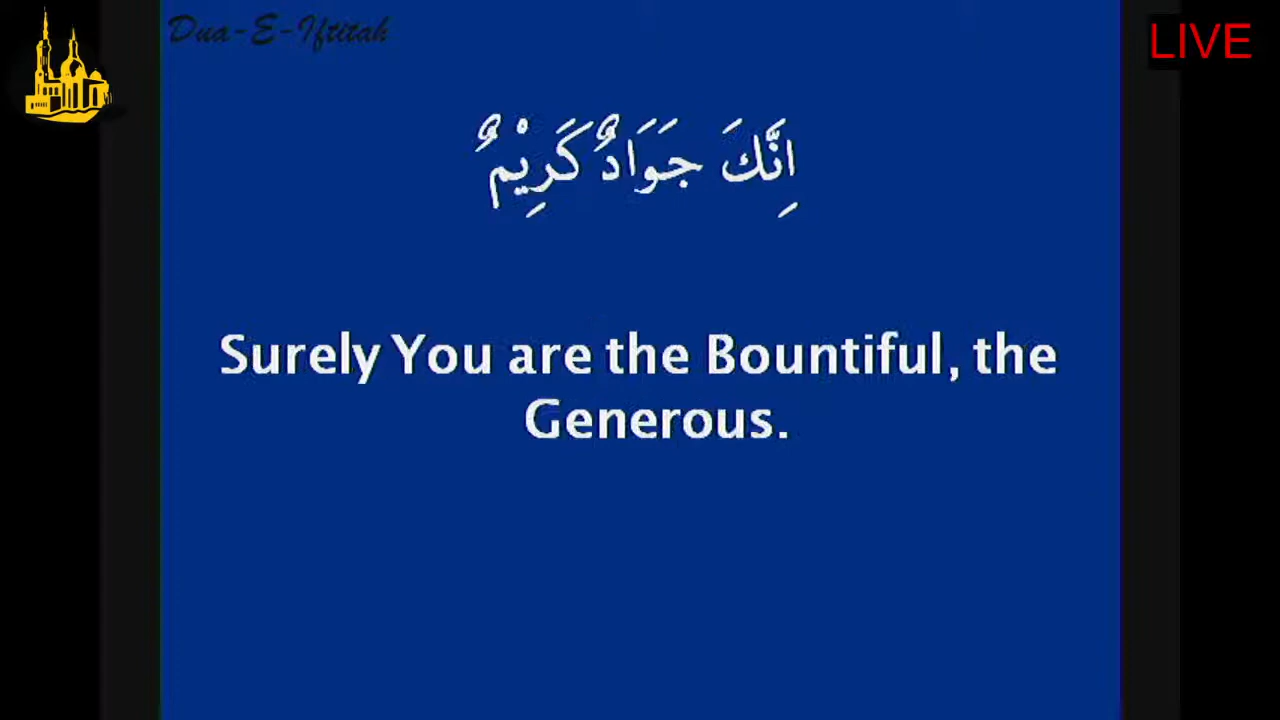 Dua-E-Iftitah
LIVE
اِنَّكَ جَوَادٌ كَرِيْمٌ
Surely You are the Bountiful, the
Generous.